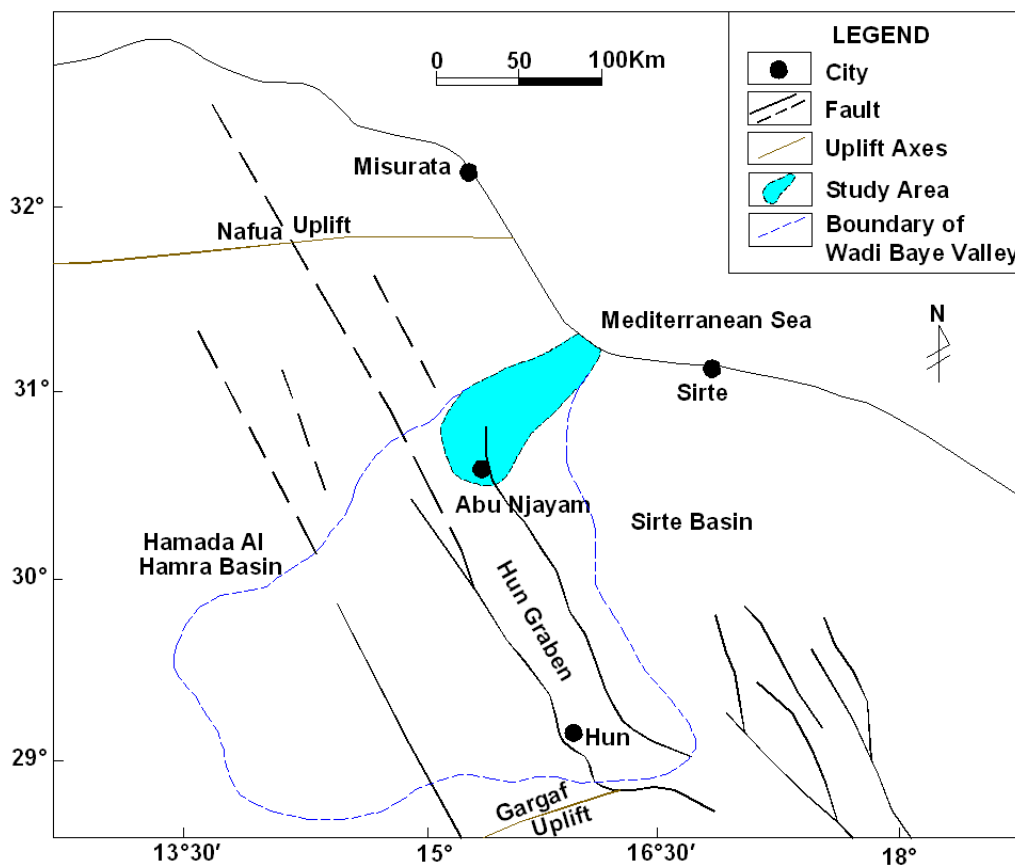 LEGEND
City
Fault
Uplift Axes
Study Area
Boundary of
Wadi Baye Valley
0 50 100Km
Misurata
32°
Nafua Uplift
Mediterranean Sea
N
31°
Sirte
Abu Njayam
Sirte Basin
Hamada Al
Hamra Basin
30°
Hun Graben
Hun
29°
Gargaf
Uplift
13°30' 15° 16°30' 18°